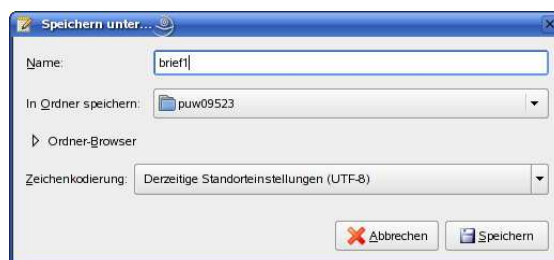 Speichern unter...
Name: brief1
In Ordner speichern: puw09523
Ordner-Browser
Zeichenkodierung: Derzeitige Standorteinstellungen (UTF-8)
Abbrechen Speichern